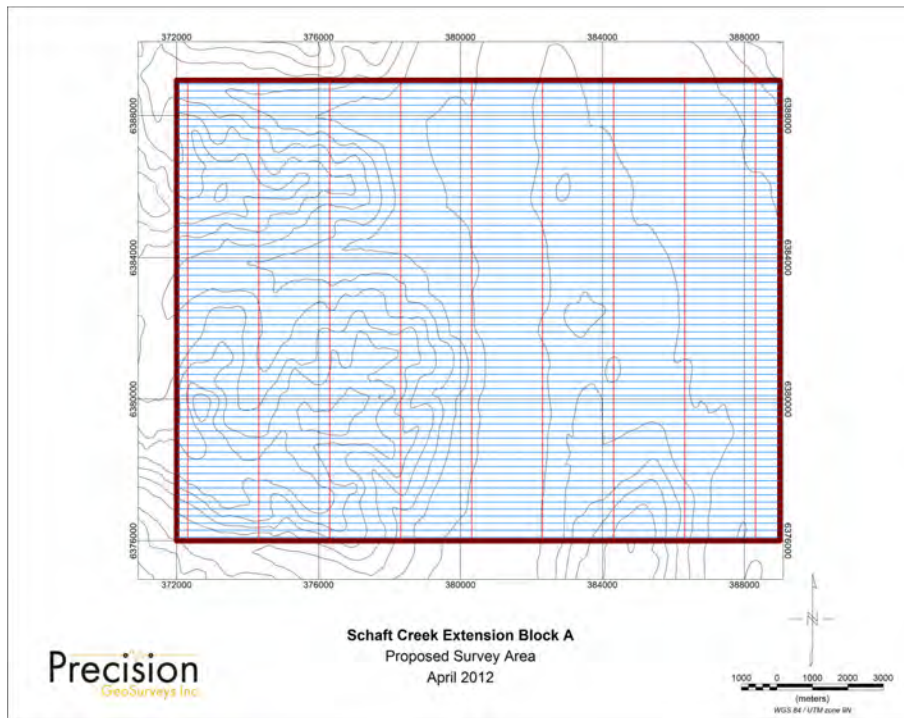 372000 376000 380000 384000 388000
6388000 6388000
6384000 6384000
6380000 6380000
6376000 6376000
372000 376000 380000 384000 388000
N
Schaft Creek Extension Block A
Proposed Survey Area
April 2012
Precision
GeoSurveys Inc.
1000 0 1000 2000 3000
(meters)
WGS 84 / UTM zone 9N